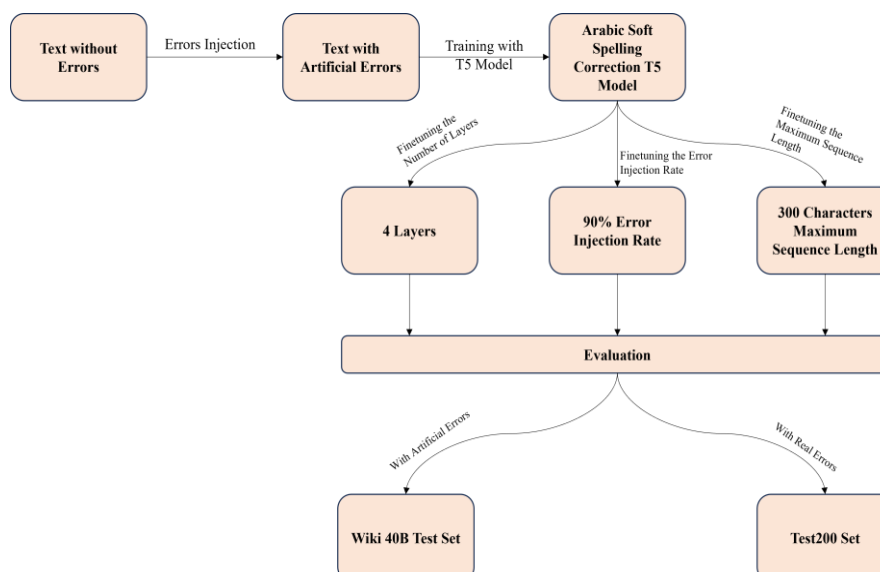 Text without
Errors
Errors Injection
Text with
Artificial Errors
Training with
T5 Model
Arabic Soft
Spelling
Correction T5
Model
Finetuning the
Number of Layers
Finetuning the Error
Injection Rate
Finetuning the
Maximum Sequence
Length
4 Layers
90% Error
Injection Rate
300 Characters
Maximum
Sequence Length
Evaluation
With Artificial Errors
With Real Errors
Wiki 40B Test Set
Test200 Set